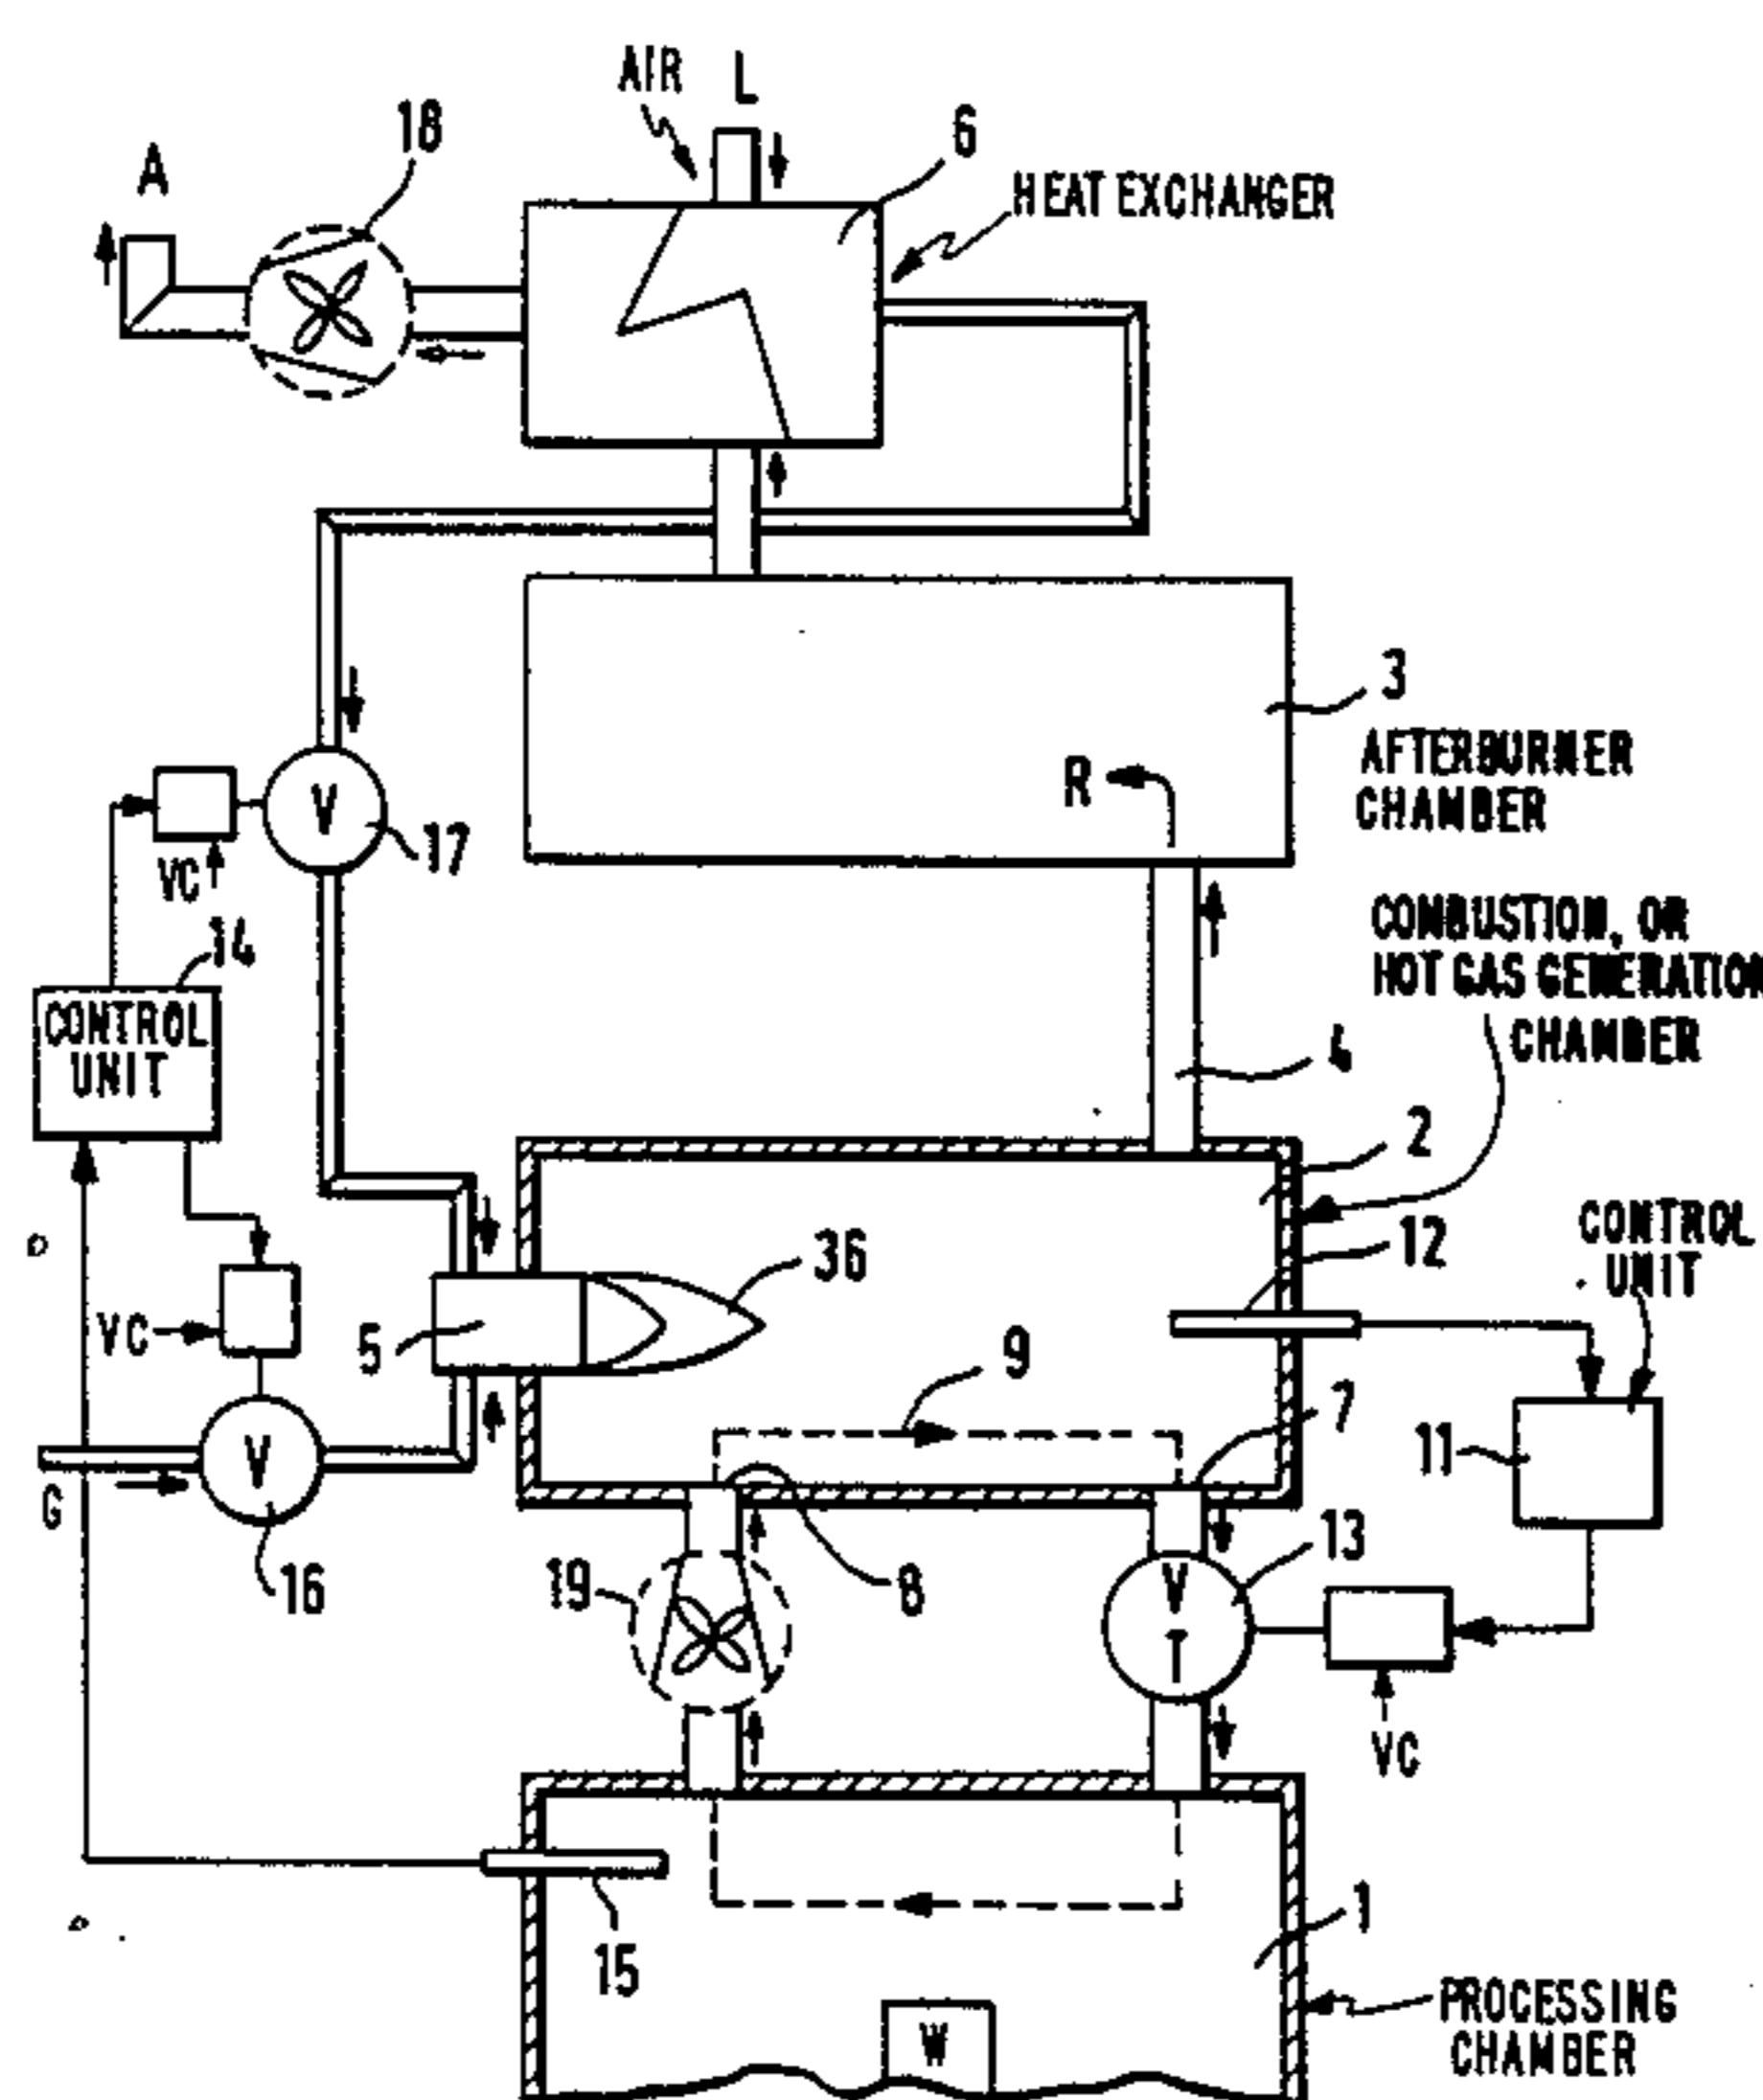 AIR
L
18
6
A
HEAT EXCHANGER
3
AFTERBURNER
CHAMBER
R
V
17
VC
14
CONTROL
UNIT
COMBUSTION, OR
HOT GAS GENERATION
CHAMBER
4
2
12
CONTROL
UNIT
36
VC
5
9
7
11
V
G
16
19
8
V
T
13
VC
15
1
W
PROCESSING
CHAMBER